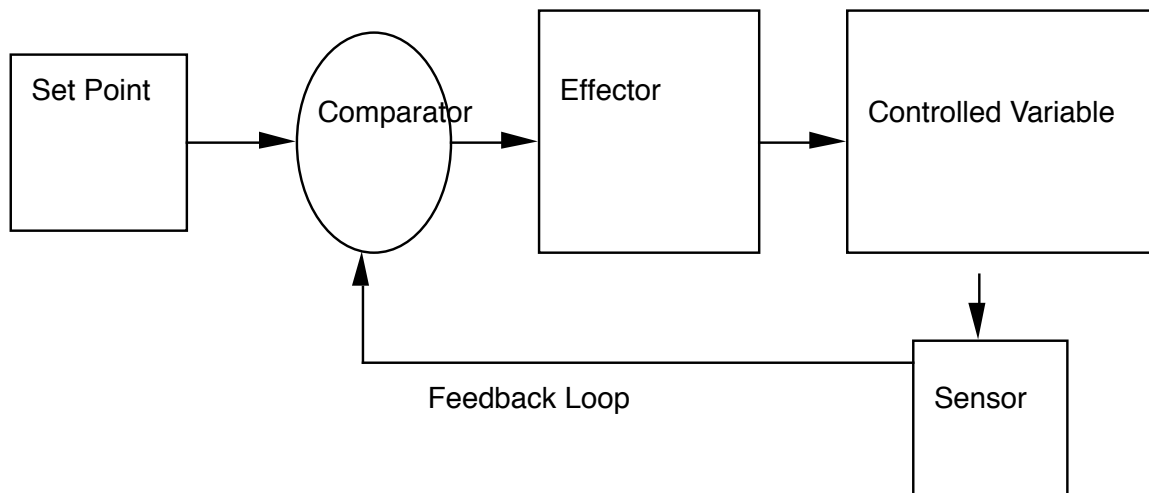 Set Point
Comparator
Effector
Controlled Variable
Feedback Loop
Sensor